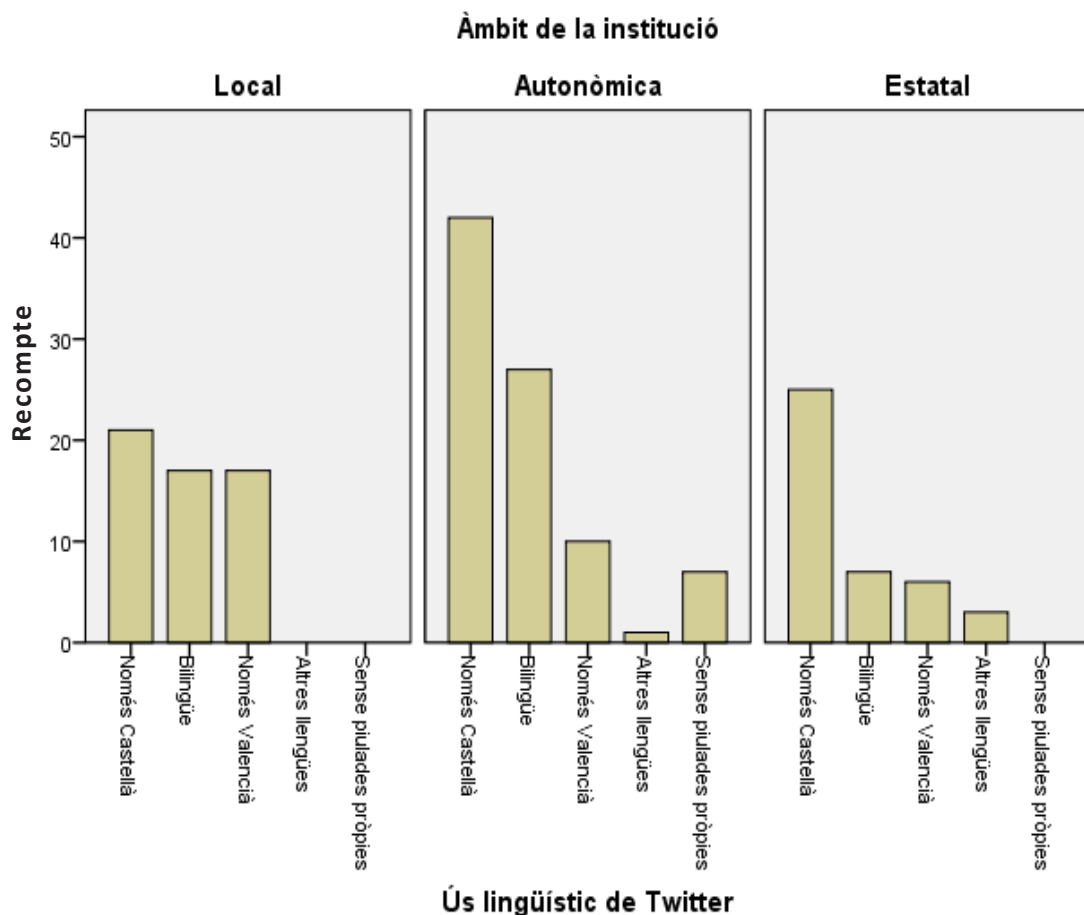 Àmbit de la institució
Local Autonòmica Estatal
50
40
30
20
10
0
Recompte
Només Castellà
Bilingüe
Només Valencià
Altres llengües
Sense piulades pròpies
Només Castellà
Bilingüe
Només Valencià
Altres llengües
Sense piulades pròpies
Només Castellà
Bilingüe
Només Valencià
Altres llengües
Sense piulades pròpies
Ús lingüístic de Twitter